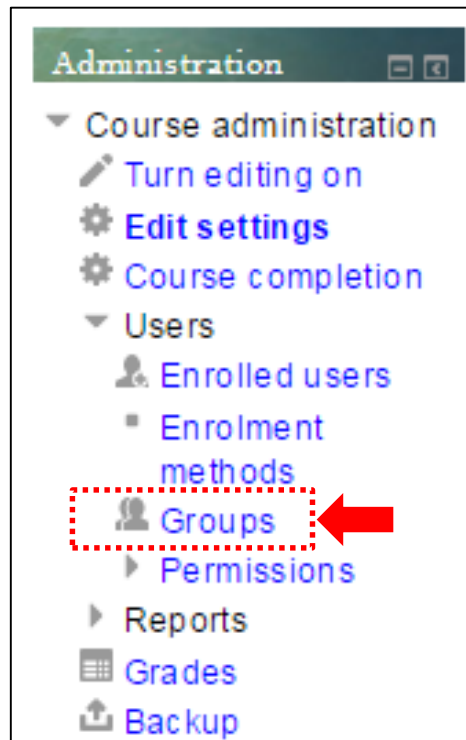 Administration
Course administration
Turn editing on
Edit settings
Course completion
Users
Enrolled users
Enrolment
methods
Groups
Permissions
Reports
Grades
Backup